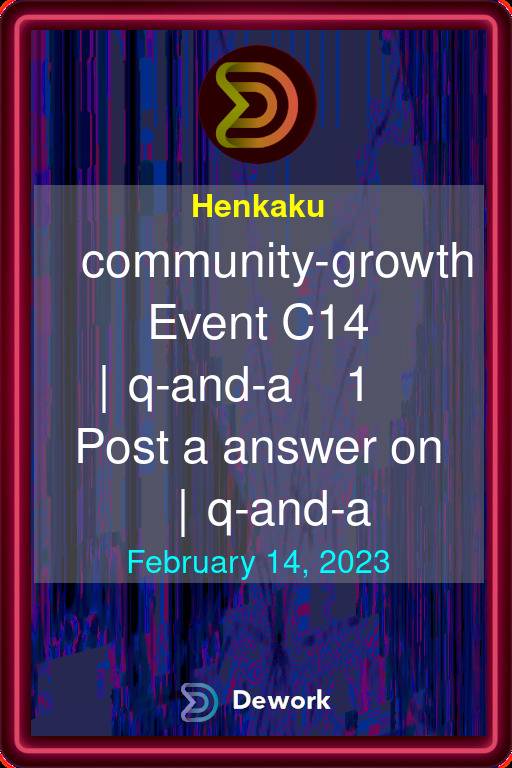 Henkaku
community-growth
Event C14
| q-and-a 1
Post a answer on
| q-and-a
February 14, 2023
Dework